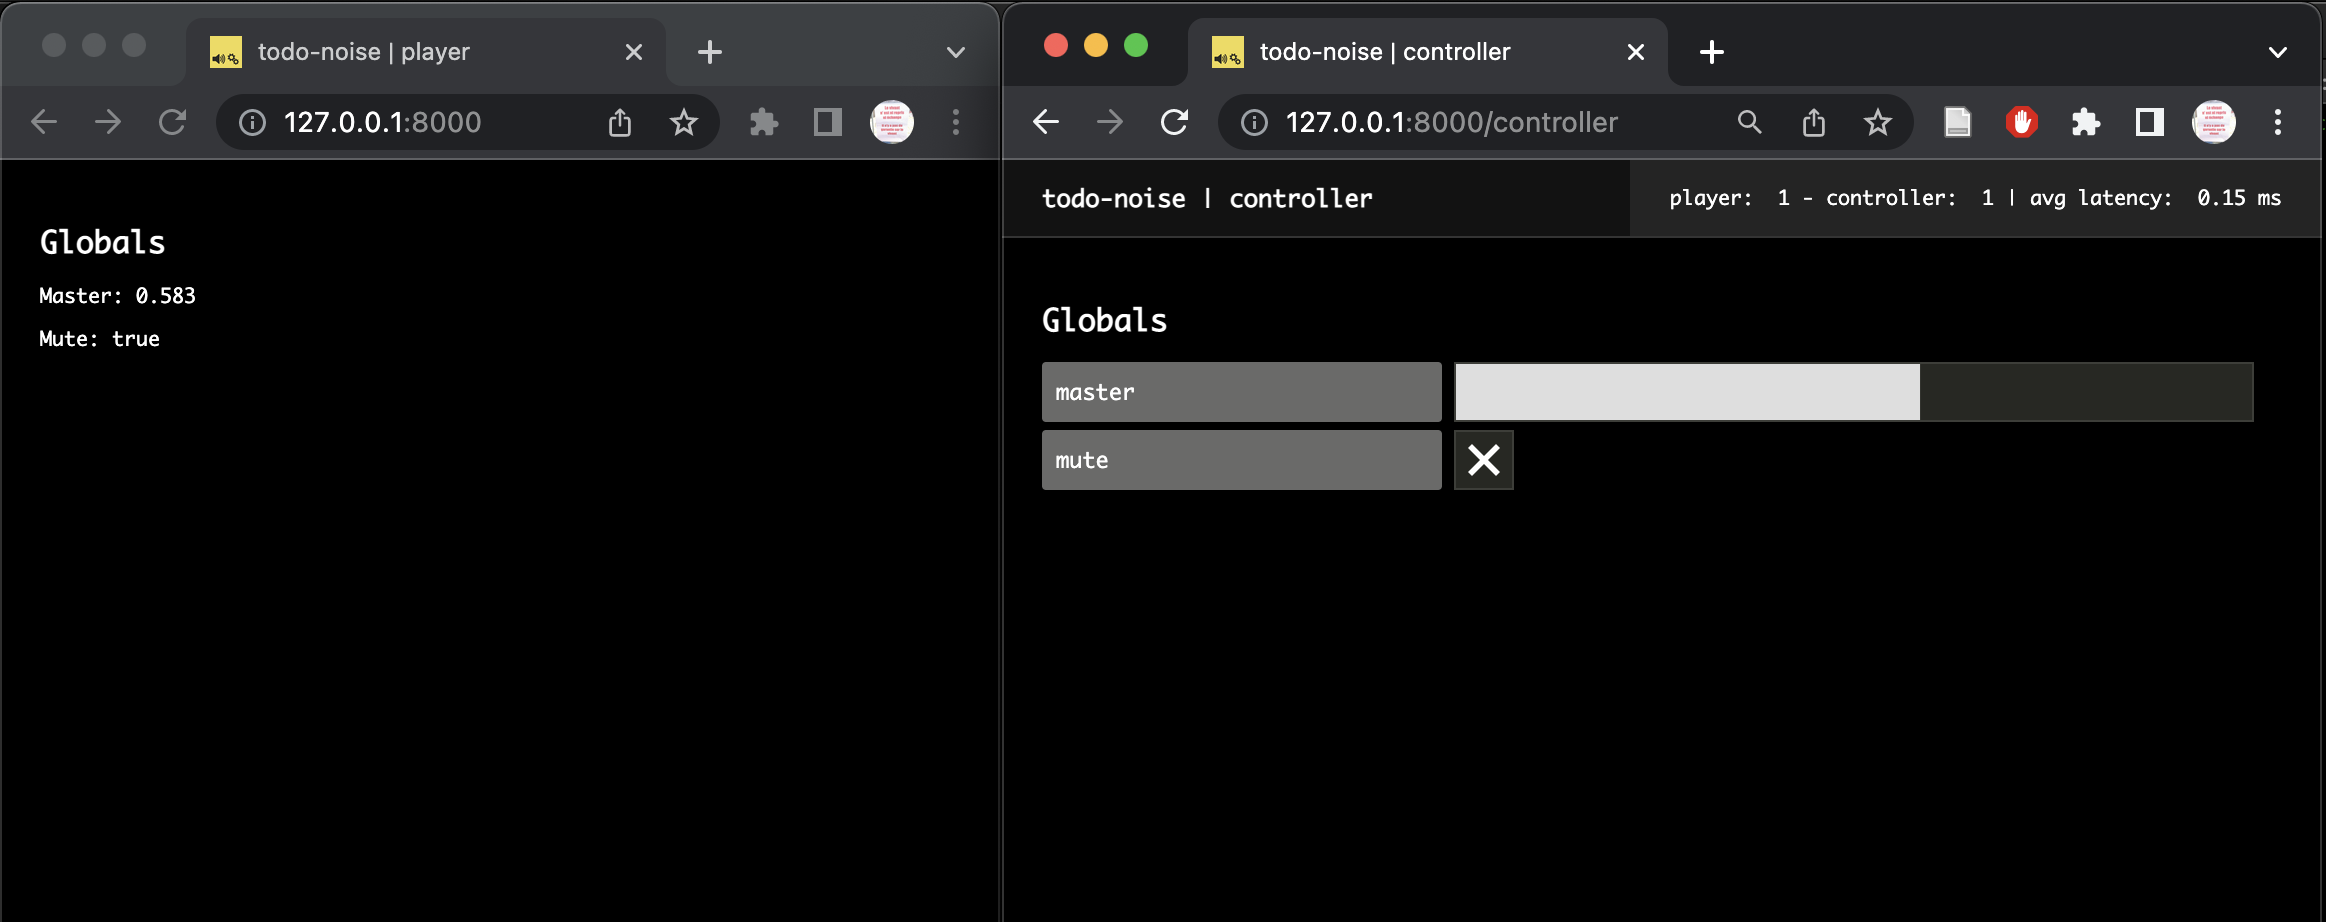 todo-noise | player
127.0.0.1:8000
Globals
Master: 0.583
Mute: true
todo-noise | controller
127.0.0.1:8000/controller
todo-noise | controller
player: 1 - controller: 1 | avg latency: 0.15 ms
Globals
master
mute